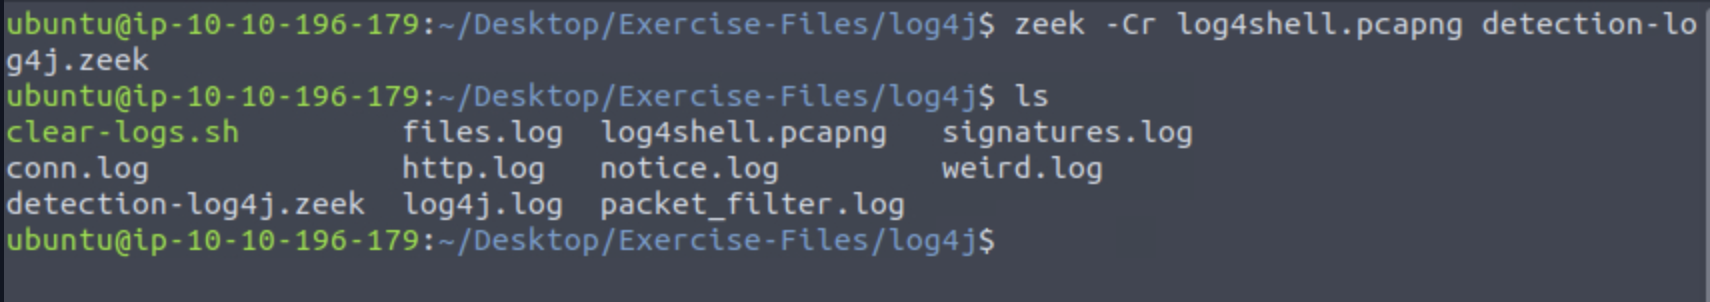 ubuntu@ip-10-10-196-179:~/Desktop/Exercise-Files/log4j$ zeek -Cr log4shell.pcapng detection-lo
g4j.zeek
ubuntu@ip-10-10-196-179:~/Desktop/Exercise-Files/log4j$ ls
clear-logs.sh files.log log4shell.pcapng signatures.log
conn.log http.log notice.log weird.log
detection-log4j.zeek log4j.log packet_filter.log
ubuntu@ip-10-10-196-179:~/Desktop/Exercise-Files/log4j$